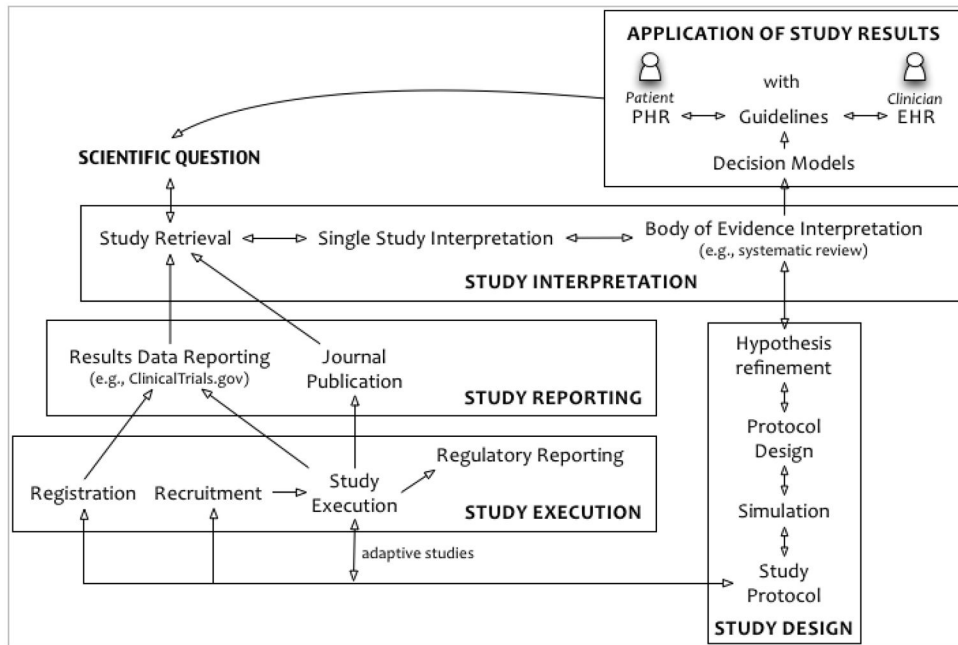 APPLICATION OF STUDY RESULTS
with
Patient
PHR
Guidelines
Clinician
EHR
Decision Models
SCIENTIFIC QUESTION
Study Retrieval
Single Study Interpretation
Body of Evidence Interpretation
(e.g., systematic review)
STUDY INTERPRETATION
Results Data Reporting
(e.g., ClinicalTrials.gov)
Journal
Publication
STUDY REPORTING
Registration
Recruitment
Study
Execution
Regulatory Reporting
STUDY EXECUTION
adaptive studies
Hypothesis
refinement
Protocol
Design
Simulation
Study
Protocol
STUDY DESIGN